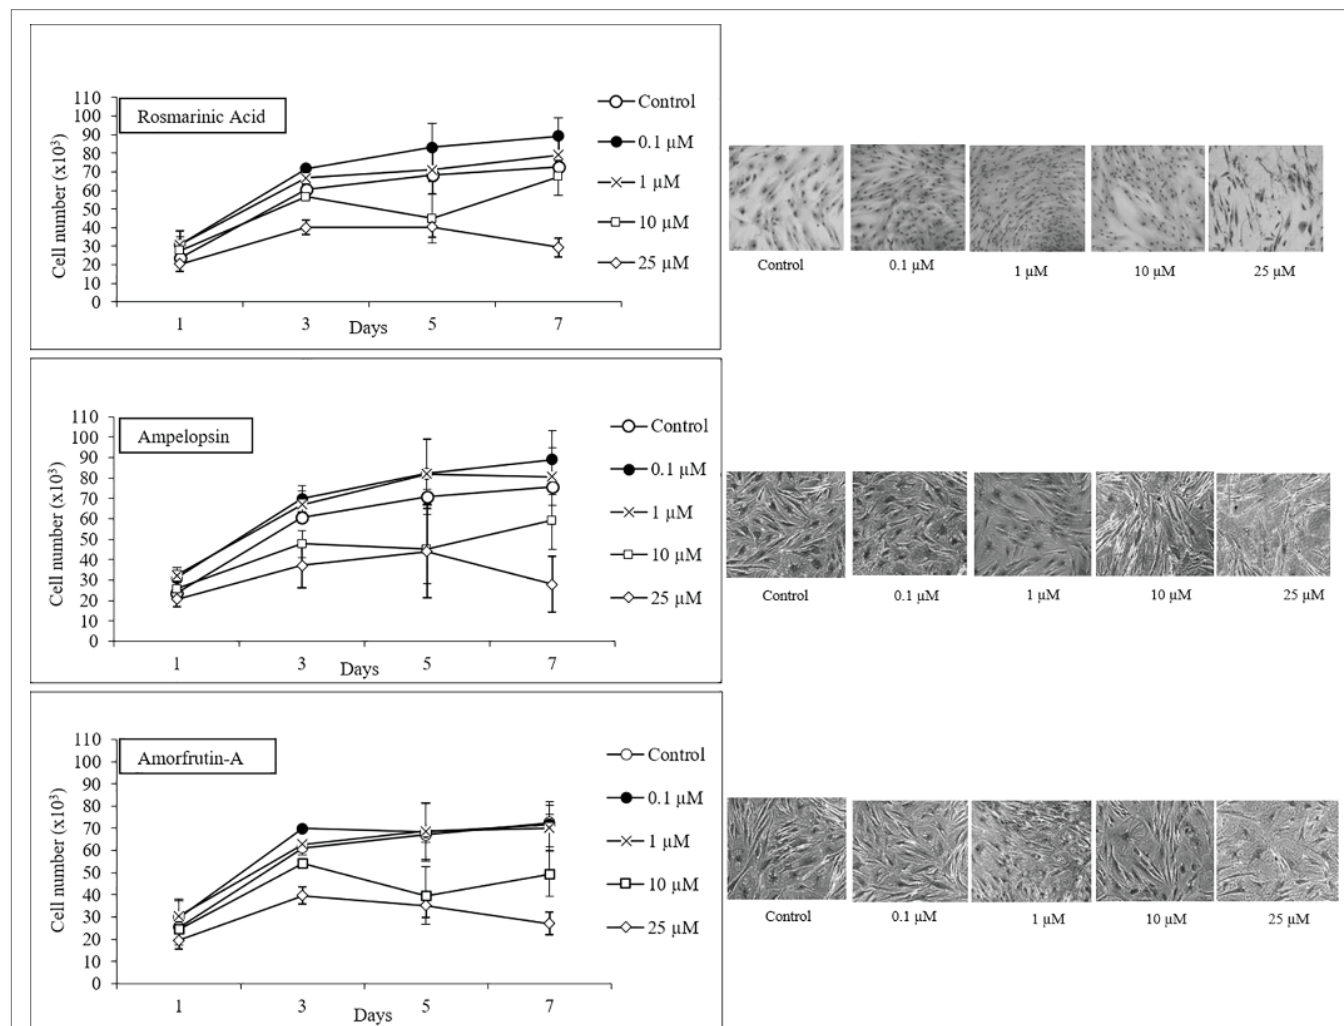 Rosmarinic Acid
Cell number (x10³)
110
100
90
80
70
60
50
40
30
20
10
0
1
3
5
7
Days
Control
0.1 µM
1 µM
10 µM
25 µM
Control
0.1 µM
1 µM
10 µM
25 µM
Ampelopsin
Cell number (x10³)
110
100
90
80
70
60
50
40
30
20
10
0
1
3
5
7
Days
Control
0.1 µM
1 µM
10 µM
25 µM
Control
0.1 µM
1 µM
10 µM
25 µM
Amorfrutin-A
Cell number (x10³)
110
100
90
80
70
60
50
40
30
20
10
0
1
3
5
7
Days
Control
0.1 µM
1 µM
10 µM
25 µM
Control
0.1 µM
1 µM
10 µM
25 µM